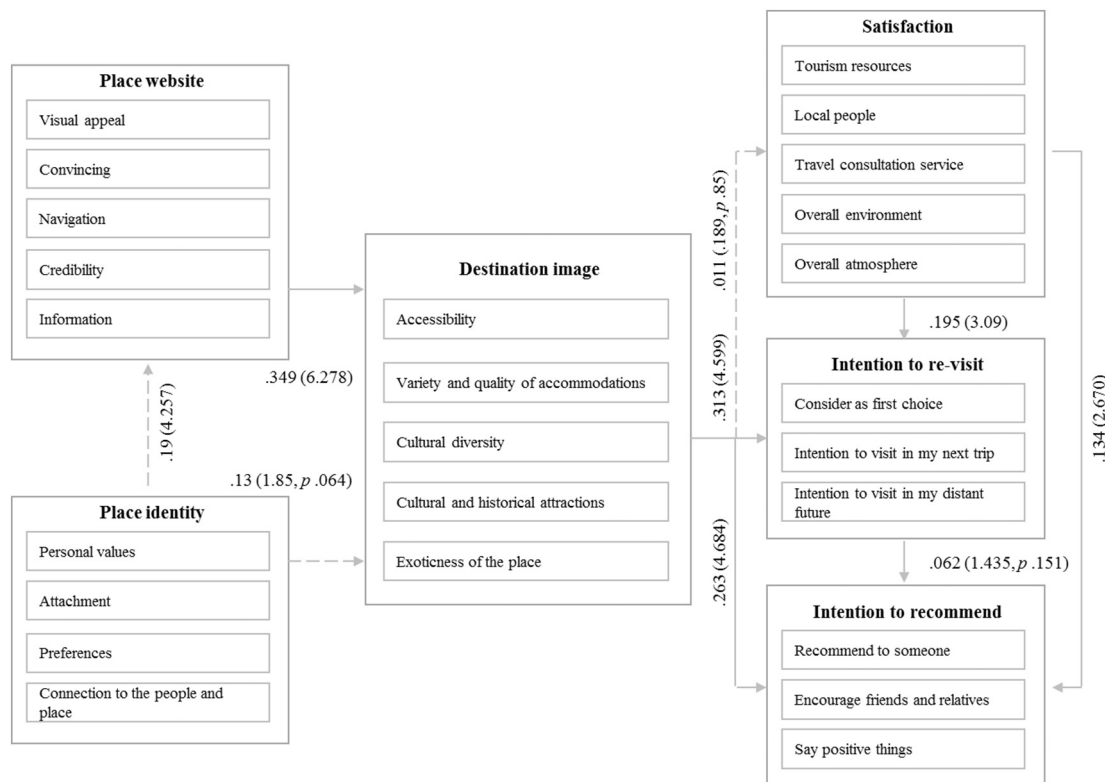 Place website
Visual appeal
Convincing
Navigation
Credibility
Information
.19 (4.257)
Place identity
Personal values
Attachment
Preferences
Connection to the people and
place
.349 (6.278)
.13 (1.85, p .064)
Destination image
Accessibility
Variety and quality of accommodations
Cultural diversity
Cultural and historical attractions
Exoticness of the place
.011 (.189, p .85)
.313 (4.599)
.263 (4.684)
Satisfaction
Tourism resources
Local people
Travel consultation service
Overall environment
Overall atmosphere
.195 (3.09)
Intention to re-visit
Consider as first choice
Intention to visit in my next trip
Intention to visit in my distant
future
.062 (1.435, p .151)
Intention to recommend
Recommend to someone
Encourage friends and relatives
Say positive things
.134 (2.670)